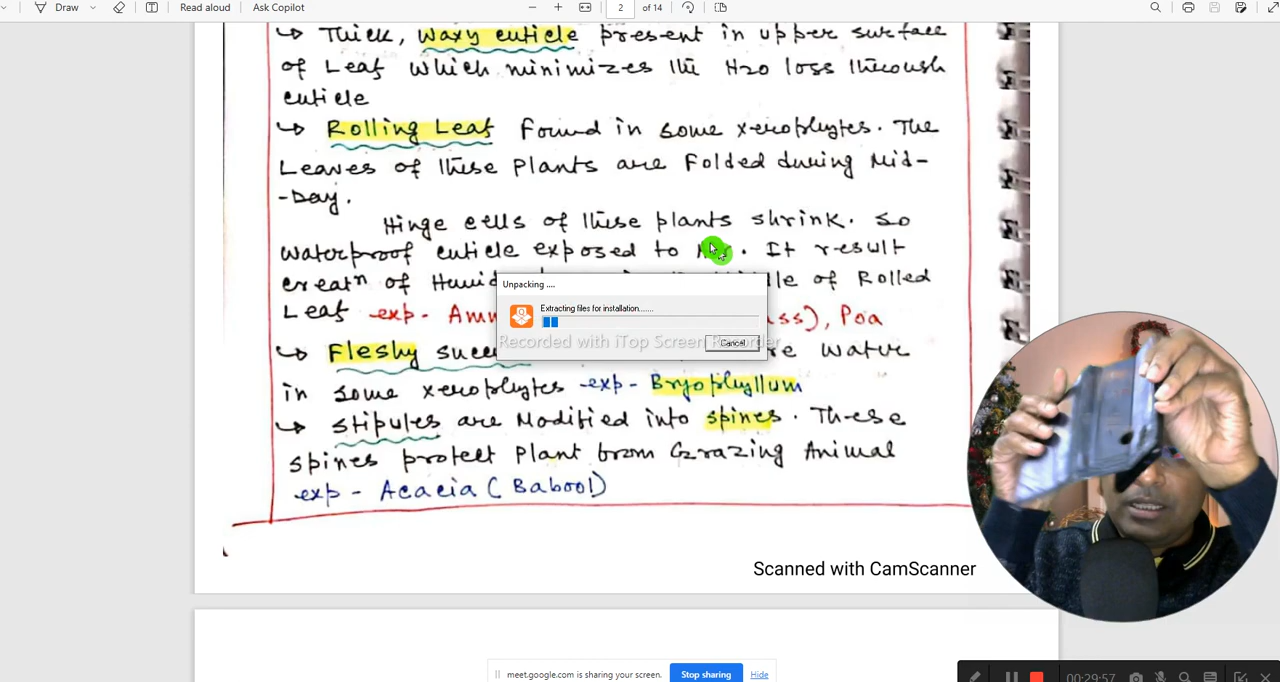 Draw
Read aloud
Ask Copilot
2 of 14
↳ Thick, waxy cuticle present in upper surface
of Leaf which minimizes the H2O loss through
cuticle
↳ Rolling Leaf Found in some xerophytes. The
Leaves of these Plants are Folded during Mid-
-Day.
Hinge cells of these plants shrink. So
waterproof cuticle exposed to
. It result
creatn of
of Rolled
Leaf exp-
, Poa
↳ Fleshy
water
in some xerophytes -exp- Bryophyllum
↳ Stipules are Modified into spines. These
spines protect Plant from Grazing Animal
exp - Acacia ( Babool)
Unpacking ....
Extracting files for installation.......
Cancel
Recorded with iTop Screen Recorder
Scanned with CamScanner
meet.google.com is sharing your screen.
Stop sharing
Hide
00:29:57